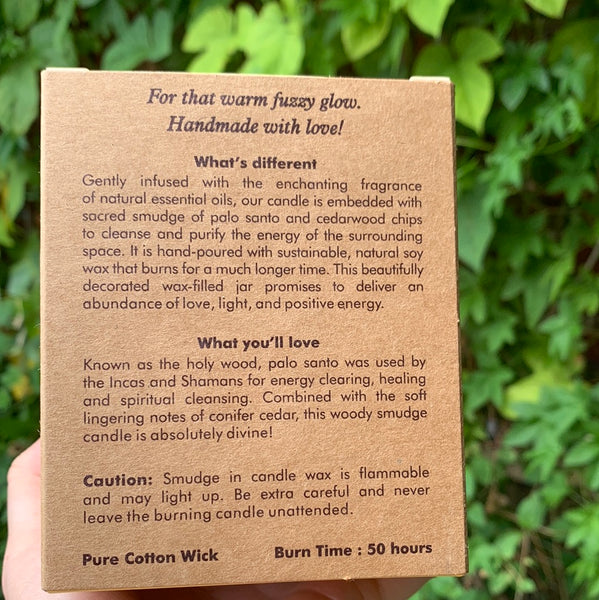 For that warm fuzzy glow.
Handmade with love!
What's different
Gently infused with the enchanting fragrance
of natural essential oils, our candle is embedded with
sacred smudge of palo santo and cedarwood chips
to cleanse and purify the energy of the surrounding
space. It is hand-poured with sustainable, natural soy
wax that burns for a much longer time. This beautifully
decorated wax-filled jar promises to deliver an
abundance of love, light, and positive energy.
What you'll love
Known as the holy wood, palo santo was used by
the Incas and Shamans for energy clearing, healing
and spiritual cleansing. Combined with the soft
lingering notes of conifer cedar, this woody smudge
candle is absolutely divine!
Caution: Smudge in candle wax is flammable
and may light up. Be extra careful and never
leave the burning candle unattended.
Pure Cotton Wick Burn Time : 50 hours